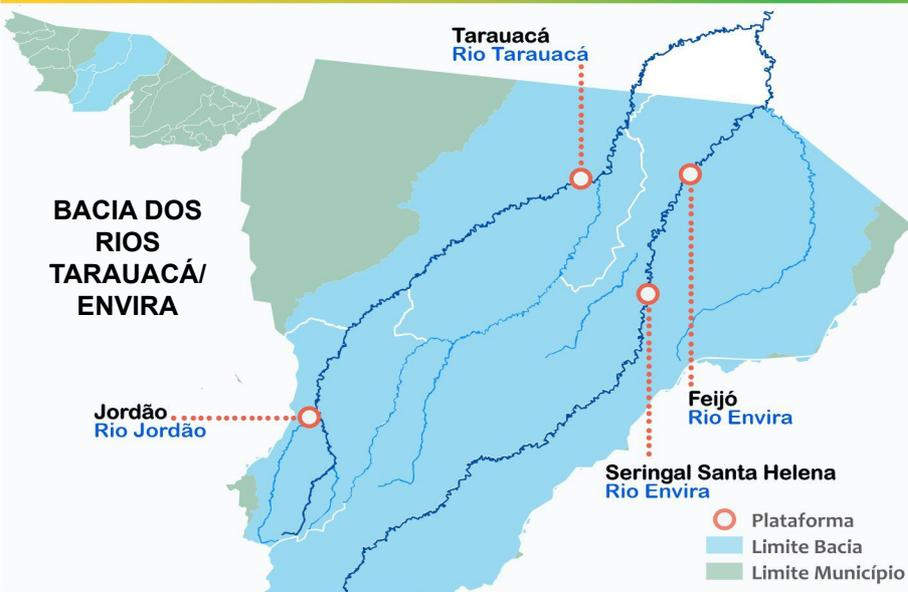 Tarauacá
Rio Tarauacá
BACIA DOS
RIOS
TARAUACÁ/
ENVIRA
Jordão
Rio Jordão
Feijó
Rio Envira
Seringal Santa Helena
Rio Envira
Plataforma
Limite Bacia
Limite Município